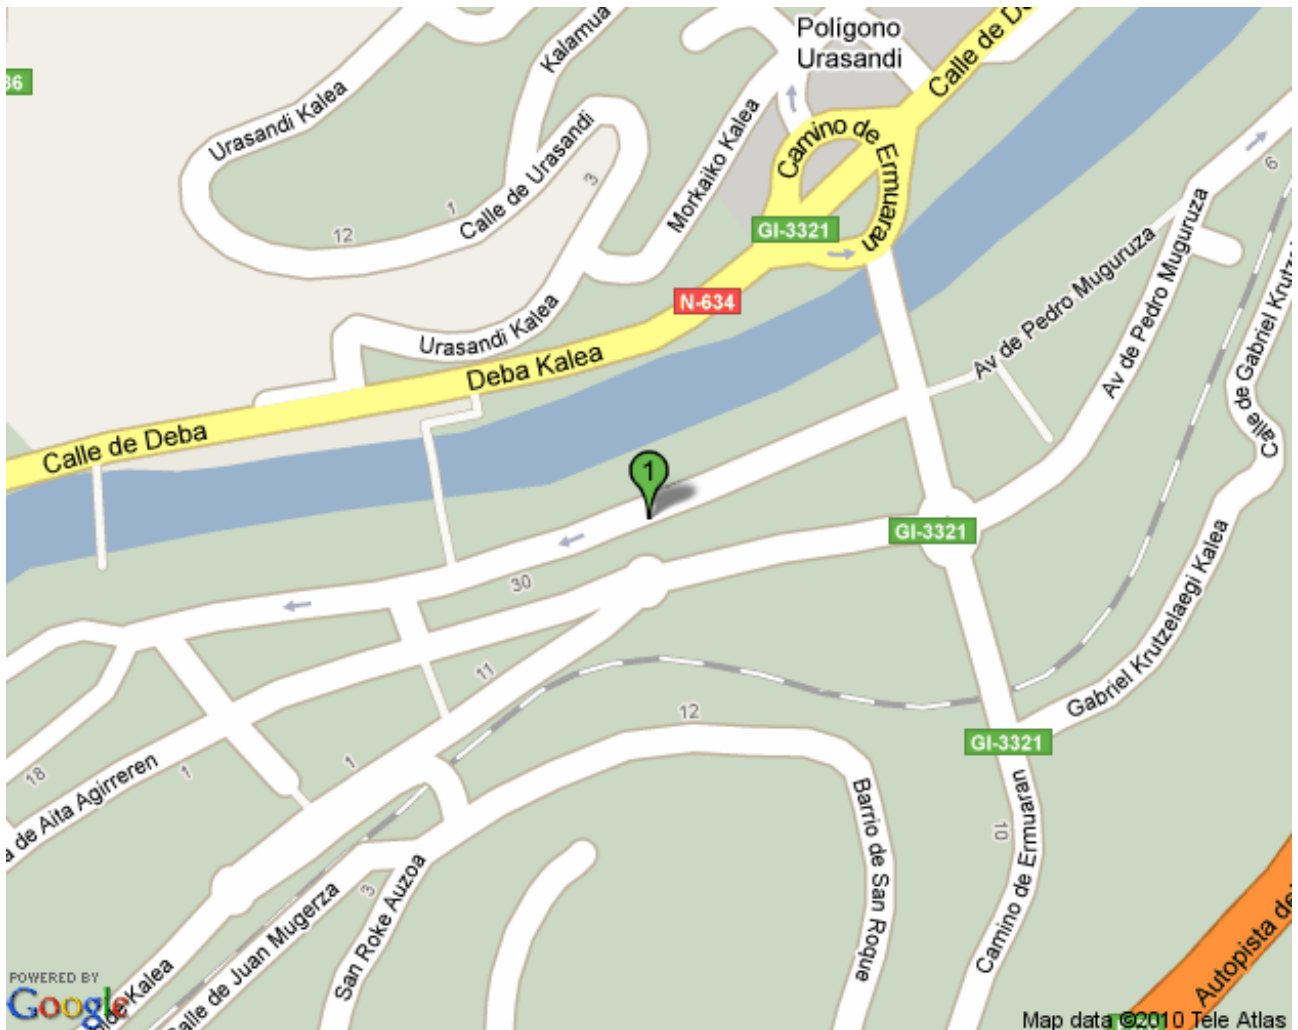 Polígono
Urasandi
Calle de De
Kalamua
36
Urasandi Kalea
Calle de Urasandi
Morkaiko Kalea
Camino de Ermuaran
3
1
12
6
GI-3321
N-634
Av de Pedro Muguruza
Av de Pedro Muguruza
Calle de Gabriel Krutze
Urasandi Kalea
Deba Kalea
Calle de Deba
1
GI-3321
30
Gabriel Krutzelaegi Kalea
11
12
GI-3321
1
1
18
a de Aita Agirreren
Barrio de San Roque
10
Camino de Ermuaran
3
San Roke Auzoa
Calle de Juan Mugerza
alde Kalea
Autopista del
POWERED BY
Google
Map data ©2010 Tele Atlas